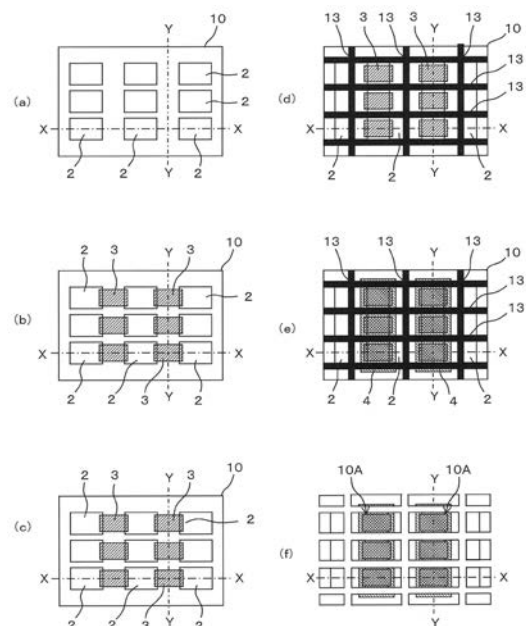 10
(a)
2
2
X X
2 2 Y 2
Y
Y 10
3 3
2 2
(b)
X X
2 2 3 Y 2
Y 10
2 3 3
2
(c)
X X
Y
13 3 13 3 13 10
13
13
(d)
X X
2 2 Y 2
13 13 Y 13 10
13
13
(e)
X X
2 4 2 Y 4 2
10A Y 10A
(f)
X X
Y